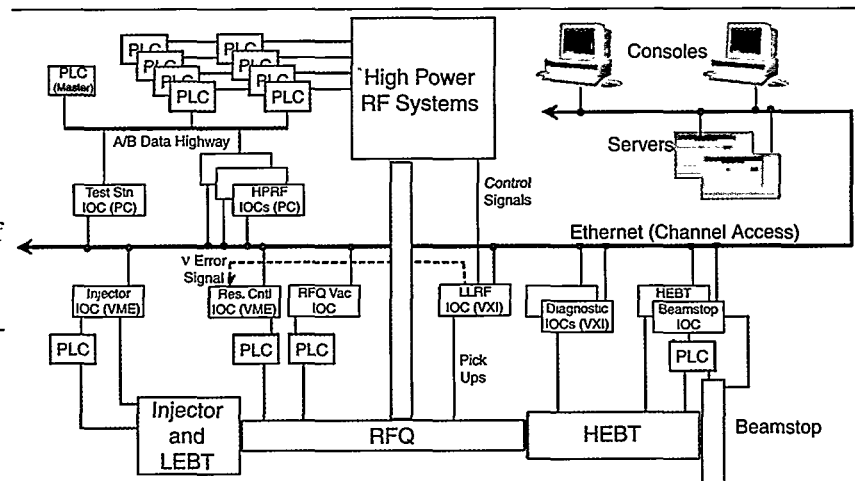 PLC
PLC
PLC
PLC
PLC
PLC
PLC
PLC
PLC
(Master)
High Power
RF Systems
Consoles
Servers
A/B Data Highway
Test Stn
IOC (PC)
HPRF
IOCs (PC)
Control
Signals
Ethernet (Channel Access)
f
ν Error
Signal
Injector
IOC (VME)
Res. Cntl
IOC (VME)
RFQ Vac
IOC
LLRF
IOC (VXI)
Diagnostic
IOCs (VXI)
HEBT
Beamstop
IOC
PLC
PLC
PLC
PLC
Pick
Ups
Injector
and
LEBT
RFQ
HEBT
Beamstop